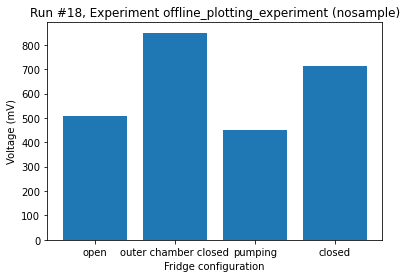 Run #18, Experiment offline_plotting_experiment (nosample)
800
700
600
500
400
300
200
100
0
Voltage (mV)
open outer chamber closed pumping closed
Fridge configuration